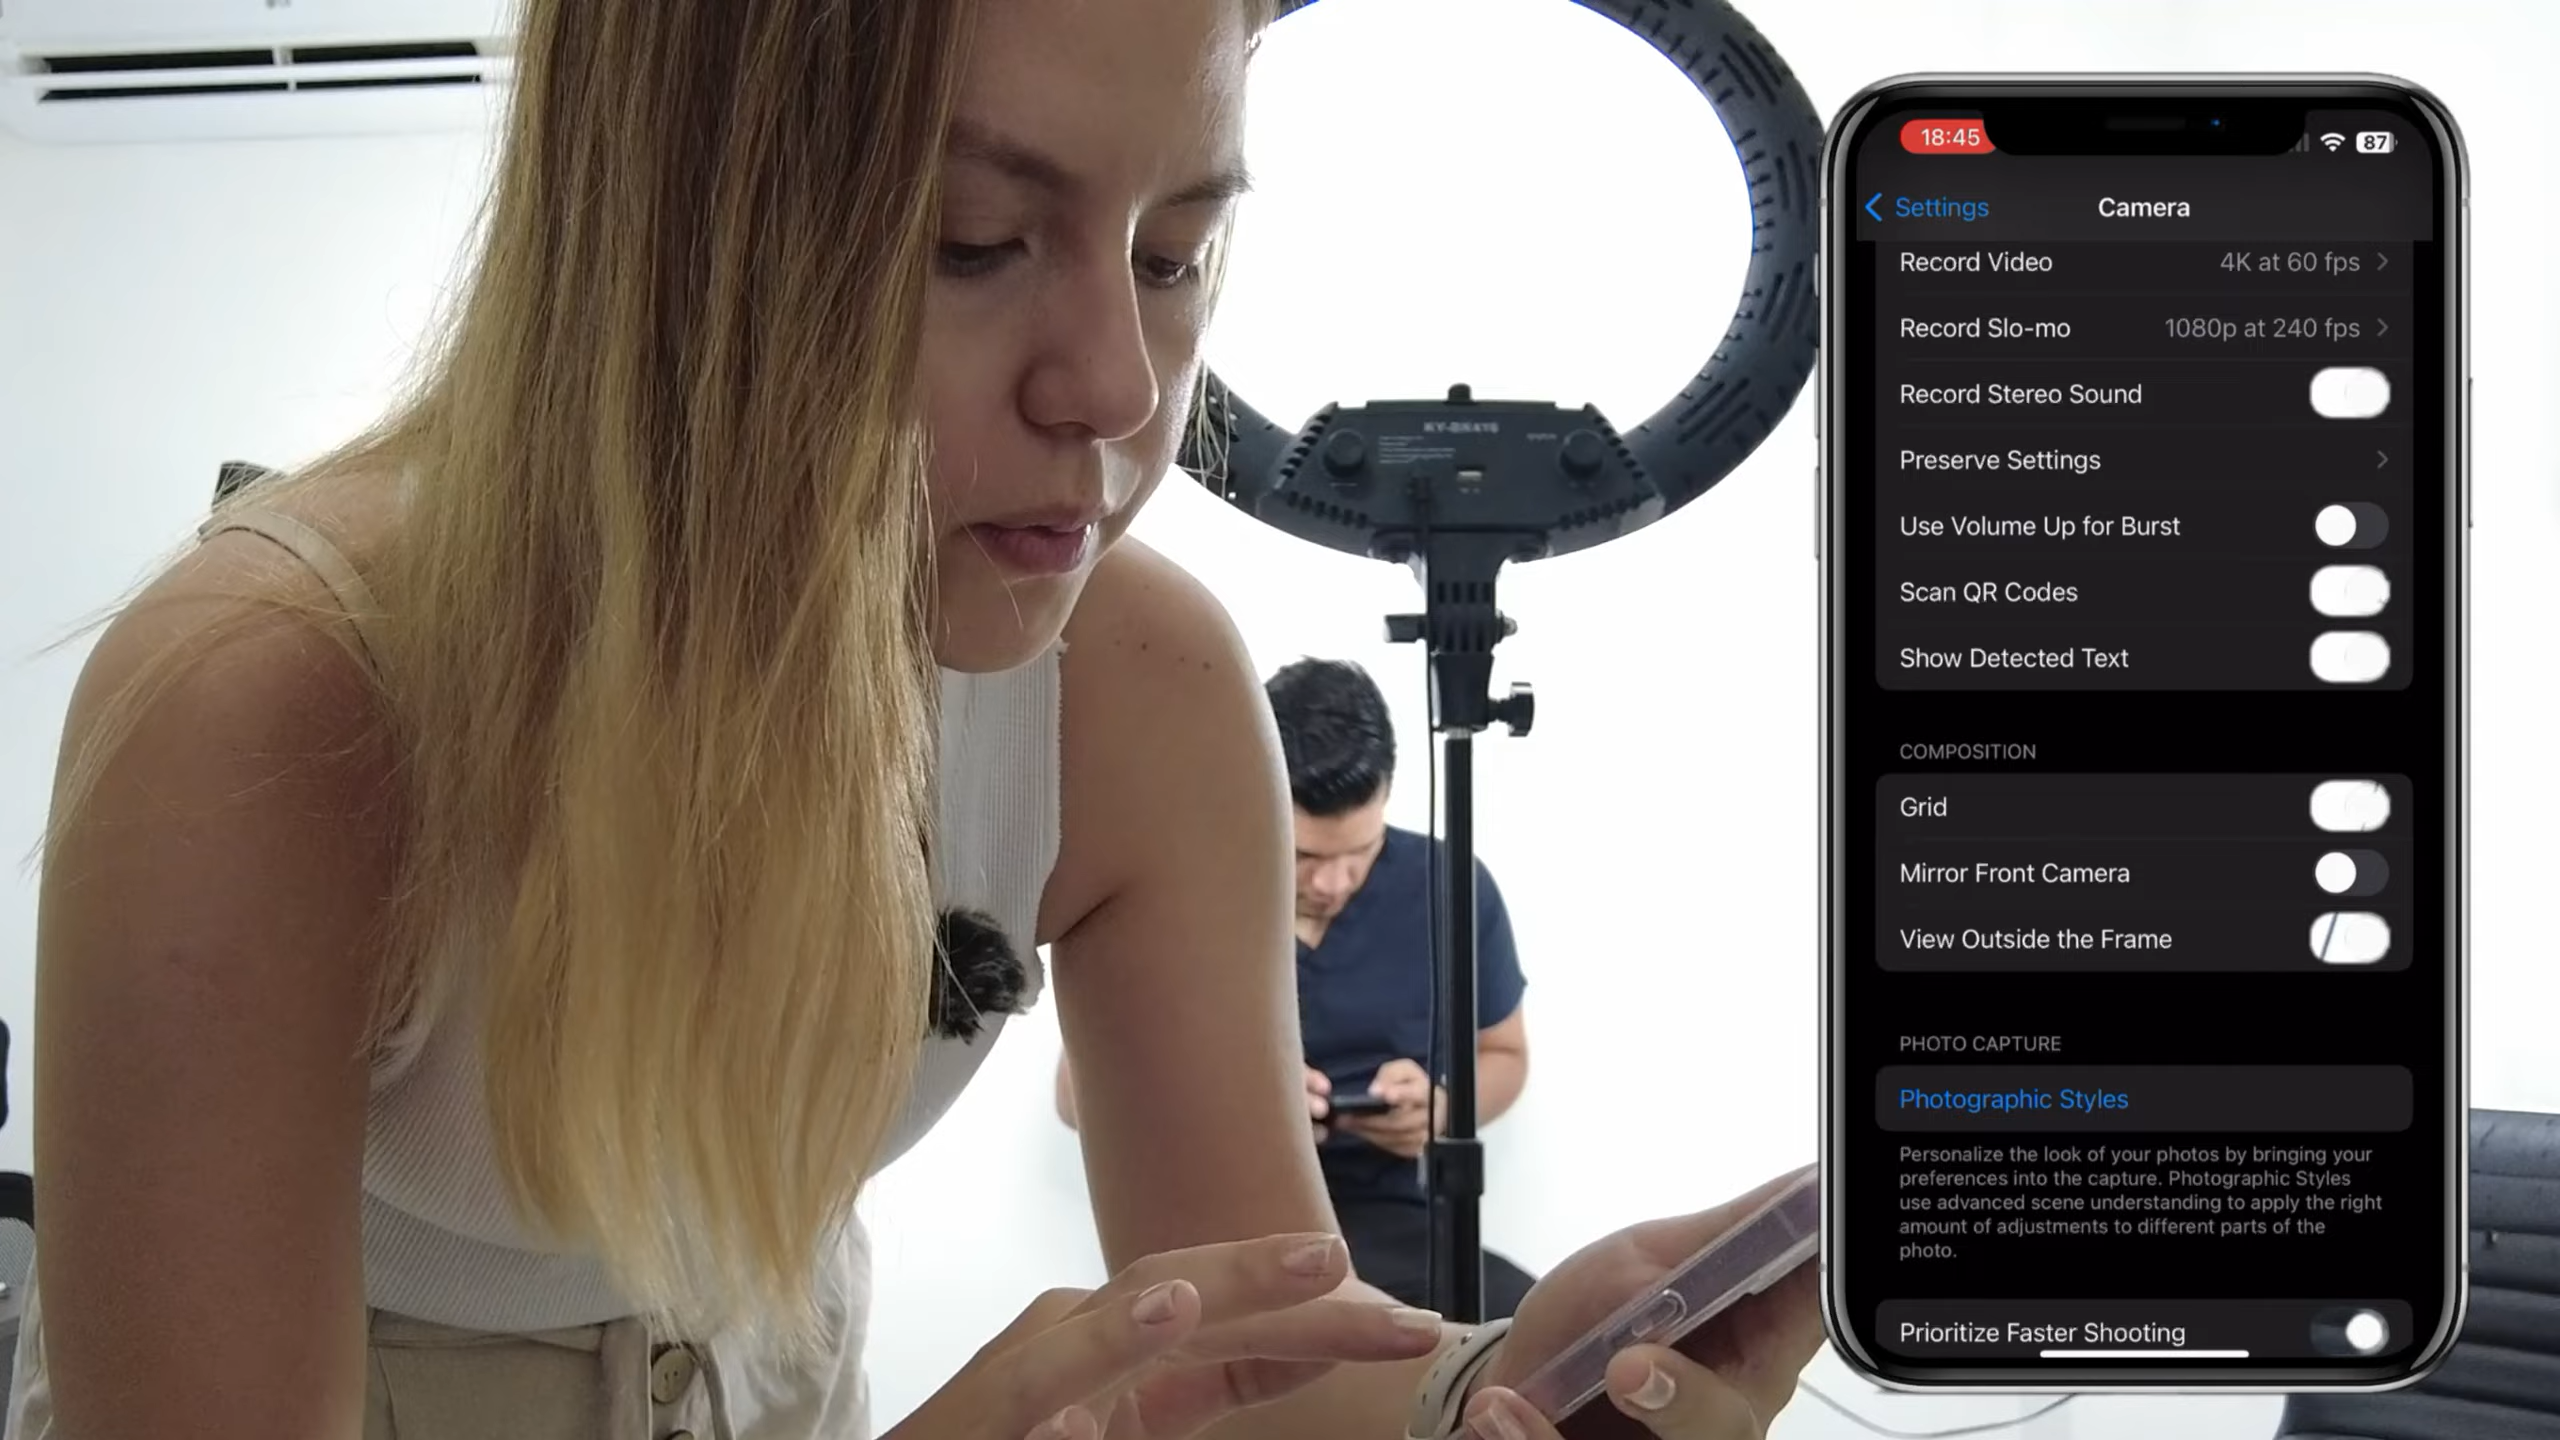 18:45
87
Settings
Camera
Record Video 4K at 60 fps
Record Slo-mo 1080p at 240 fps
Record Stereo Sound
Preserve Settings
Use Volume Up for Burst
Scan QR Codes
Show Detected Text
COMPOSITION
Grid
Mirror Front Camera
View Outside the Frame
PHOTO CAPTURE
Photographic Styles
Personalize the look of your photos by bringing your
preferences into the capture. Photographic Styles
use advanced scene understanding to apply the right
amount of adjustments to different parts of the
photo.
Prioritize Faster Shooting